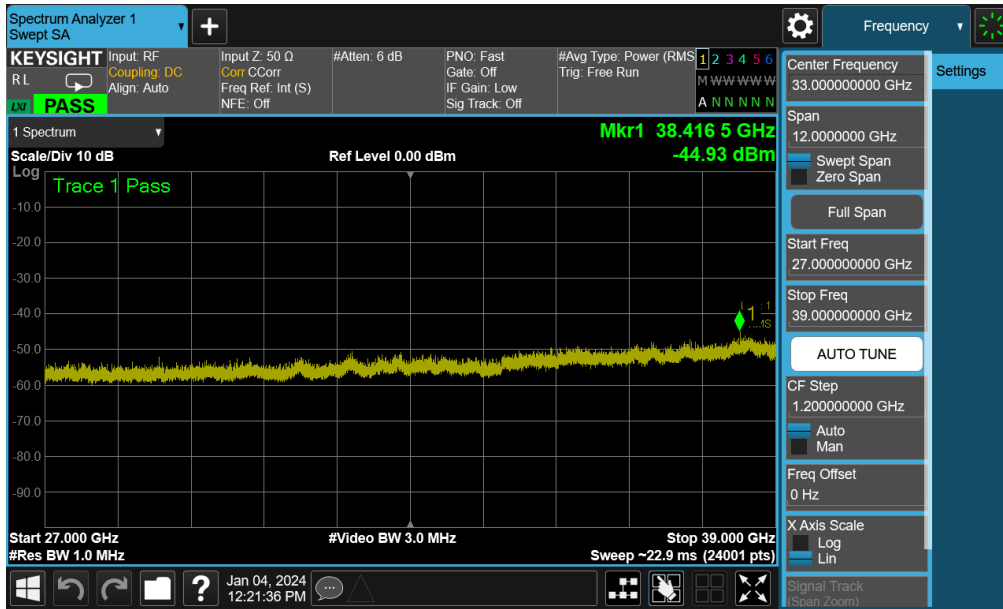 Spectrum Analyzer 1
Swept SA
+
Frequency
KEYSIGHT
R L
LXI
PASS
Input: RF
Coupling: DC
Align: Auto
Input Z: 50 Ω
Corr CCorr
Freq Ref: Int (S)
NFE: Off
#Atten: 6 dB
PNO: Fast
Gate: Off
IF Gain: Low
Sig Track: Off
#Avg Type: Power (RMS
Trig: Free Run
1 2 3 4 5 6
M W W W W W
A N N N N N
1 Spectrum
Scale/Div 10 dB
Ref Level 0.00 dBm
Mkr1 38.416 5 GHz
-44.93 dBm
Log
Trace 1 Pass
-10.0
-20.0
-30.0
-40.0
-50.0
-60.0
-70.0
-80.0
-90.0
1
Start 27.000 GHz
#Video BW 3.0 MHz
Stop 39.000 GHz
#Res BW 1.0 MHz
Sweep ~22.9 ms (24001 pts)
Center Frequency
33.000000000 GHz
Span
12.0000000 GHz
Swept Span
Zero Span
Full Span
Start Freq
27.000000000 GHz
Stop Freq
39.000000000 GHz
AUTO TUNE
CF Step
1.200000000 GHz
Auto
Man
Freq Offset
0 Hz
X Axis Scale
Log
Lin
Signal Track
(Span Zoom)
Settings
?
Jan 04, 2024
12:21:36 PM